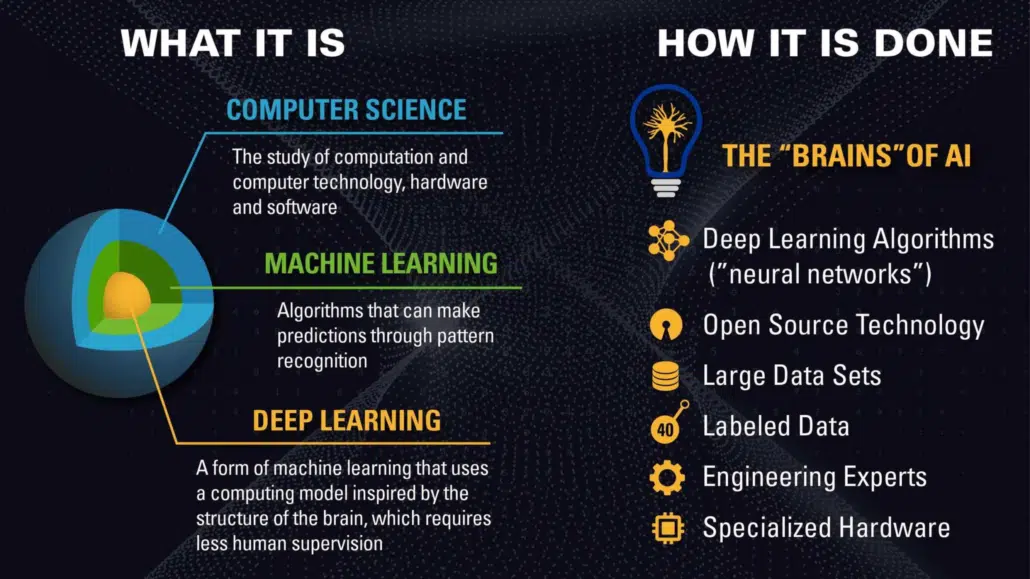 WHAT IT IS
COMPUTER SCIENCE
The study of computation and
computer technology, hardware
and software
MACHINE LEARNING
Algorithms that can make
predictions through pattern
recognition
DEEP LEARNING
A form of machine learning that uses
a computing model inspired by the
structure of the brain, which requires
less human supervision
HOW IT IS DONE
THE “BRAINS”OF AI
Deep Learning Algorithms
(”neural networks”)
Open Source Technology
Large Data Sets
40 Labeled Data
Engineering Experts
Specialized Hardware